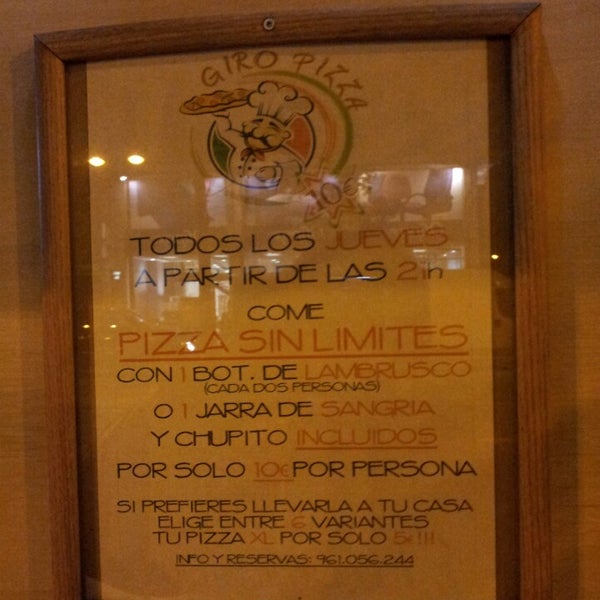 GIRO PIZZA
10€
TODOS LOS JUEVES
A PARTIR DE LAS 21h
COME
PIZZA SIN LIMITES
CON 1 BOT. DE LAMBRUSCO
(CADA DOS PERSONAS)
O 1 JARRA DE SANGRIA
Y CHUPITO INCLUIDOS
POR SOLO 10€ POR PERSONA
SI PREFIERES LLEVARLA A TU CASA
ELIGE ENTRE 6 VARIANTES
TU PIZZA XL POR SOLO 5€!!!
INFO Y RESERVAS: 961.056.244